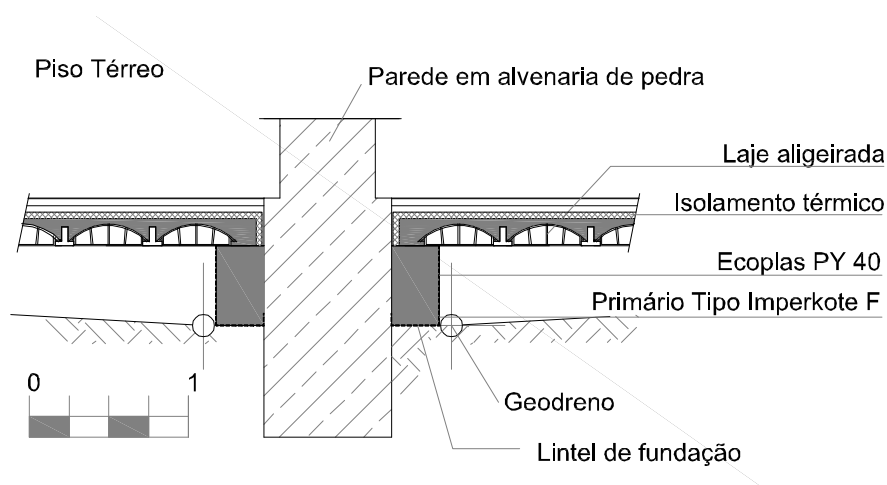 Piso Térreo
Parede em alvenaria de pedra
Laje aligeirada
Isolamento térmico
Ecoplas PY 40
Primário Tipo Imperkote F
0 1
Geodreno
Lintel de fundação